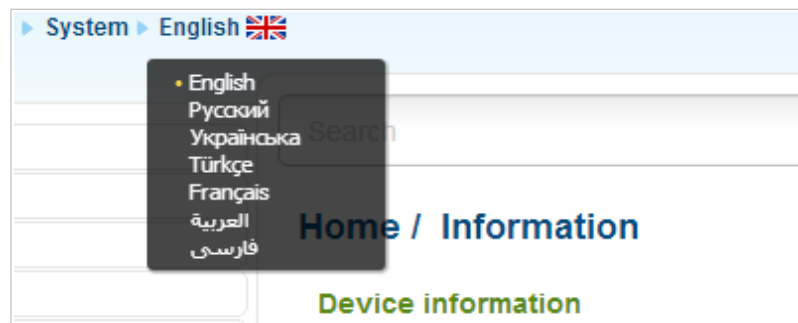 System English
• English
Русский
Українська
Türkçe
Français
العربية
فارسی
Search
Home / Information
Device information